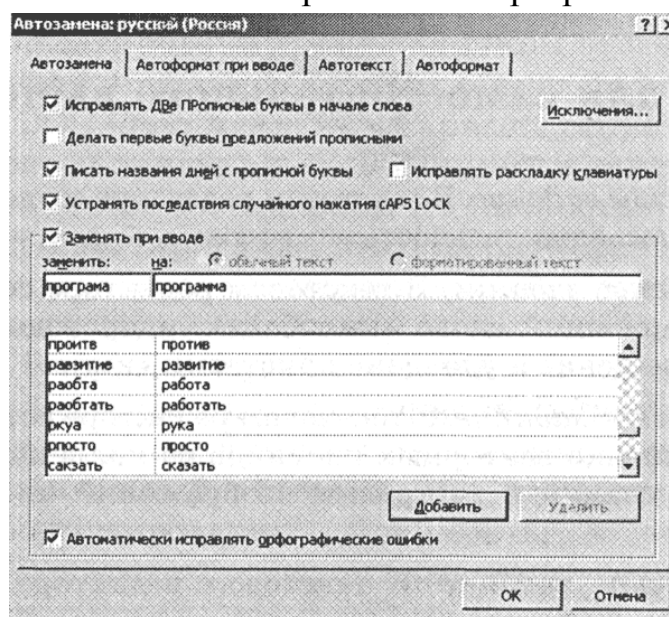 Автозамена: русский (Россия)
Автозамена Автоформат при вводе Автотекст Автоформат
Исправлять ДВе ПРописные буквы в начале слова Исключения...
Делать первые буквы предложений прописными
Писать названия дней с прописной буквы Исправлять раскладку клавиатуры
Устранять последствия случайного нажатия cAPS LOCK
Заменять при вводе
заменить: на: обычный текст форматированный текст
програма программа
проитв против
равзитие развитие
раобта работа
раобтать работать
ркуа рука
рпосто просто
сакзать сказать
Добавить Удалить
Автоматически исправлять орфографические ошибки
ОК Отмена